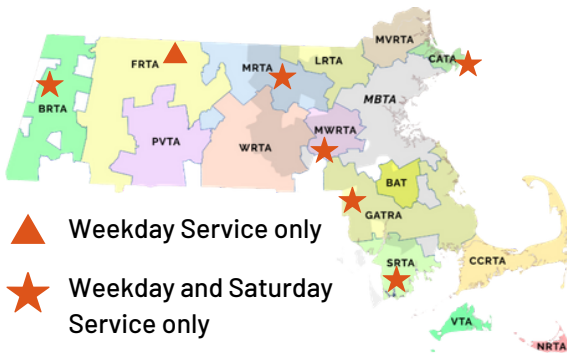 MVRTA
FRTA
MRTA
LRTA
CATA
BRTA
MBTA
PVTA
WRTA
MWRTA
BAT
GATRA
Weekday Service only
SRTA
CCRTA
Weekday and Saturday
Service only
VTA
NRTA